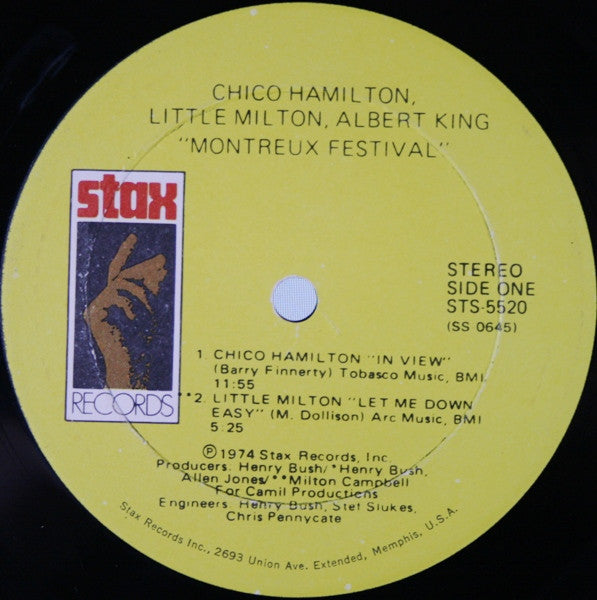 CHICO HAMILTON,
LITTLE MILTON, ALBERT KING
"MONTREUX FESTIVAL"
stax
RECORDS
STEREO
SIDE ONE
STS-5520
(SS 0645)
1. CHICO HAMILTON "IN VIEW"
(Barry Finnerty) Tobasco Music, BMI
11:55
**2. LITTLE MILTON "LET ME DOWN
EASY" (M. Dollison) Arc Music, BMI
5:25
℗ 1974 Stax Records, Inc.
Producers: Henry Bush/*Henry Bush,
Allen Jones/**Milton Campbell
For Camil Productions
Engineers: Henry Bush, Stef Slukes,
Chris Pennycate
Stax Records Inc., 2693 Union Ave. Extended, Memphis, U.S.A.